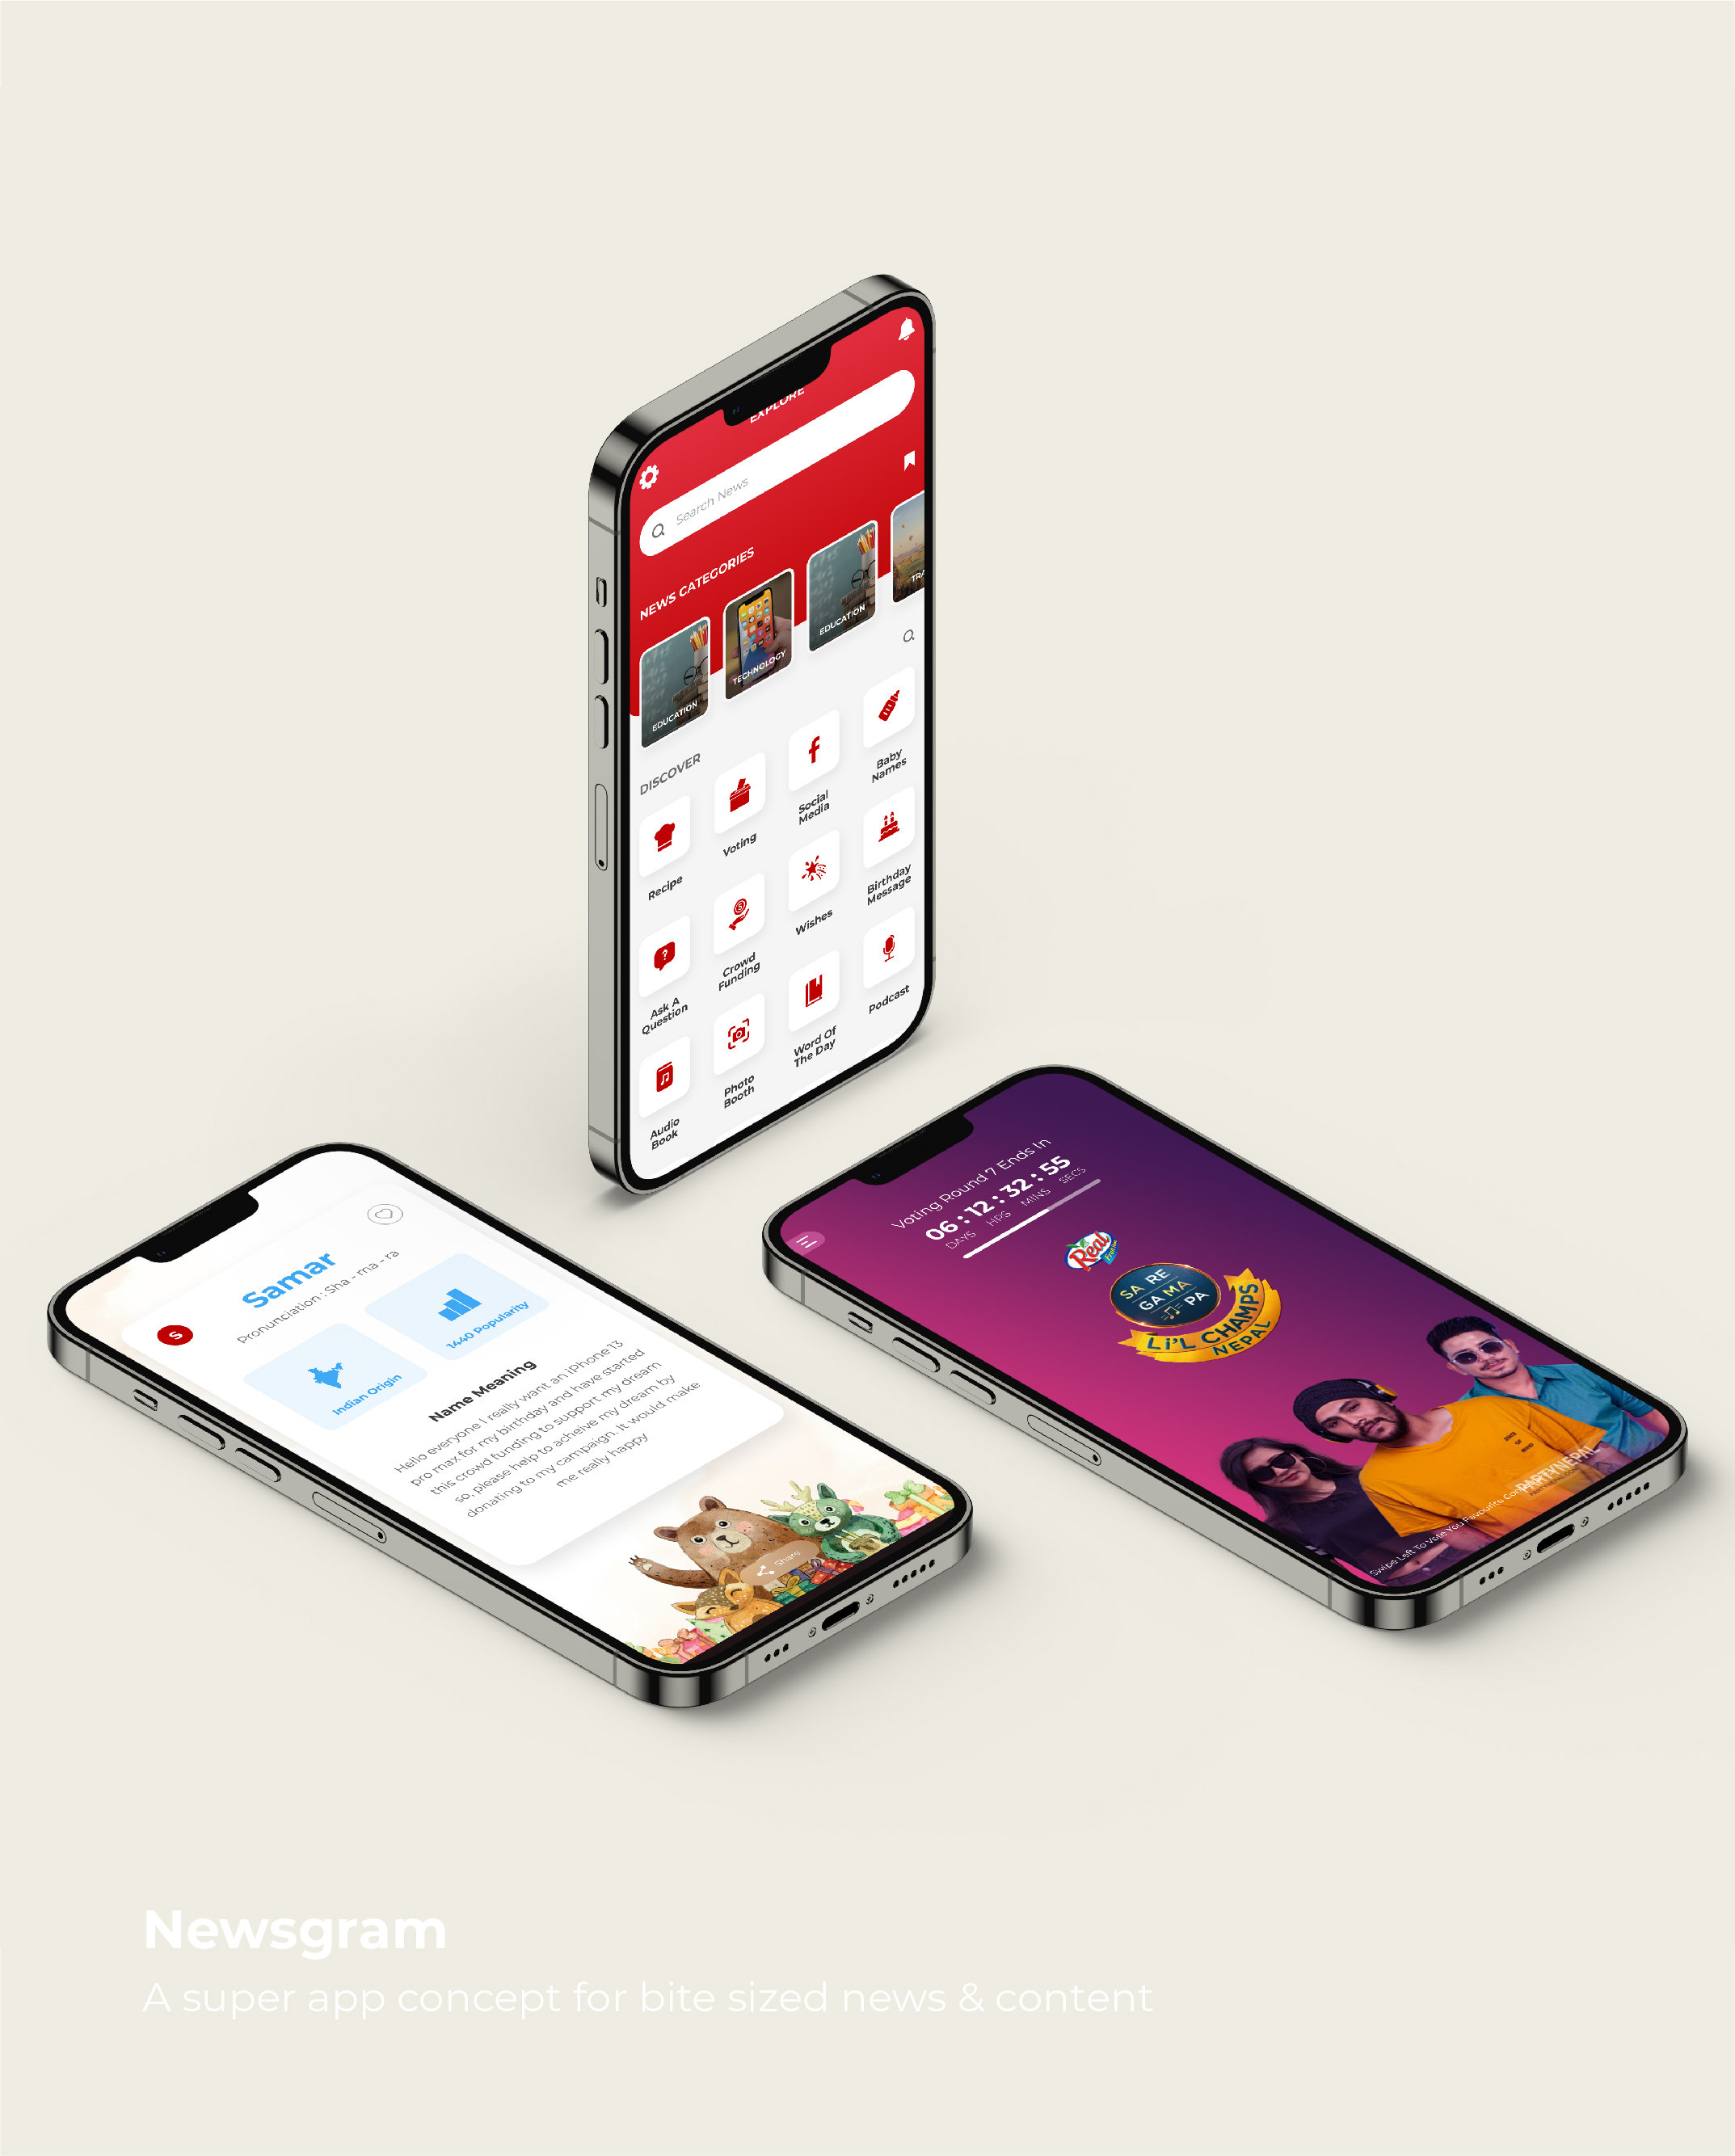 EXPLORE
Search News
NEWS CATEGORIES
EDUCATION
TECHNOLOGY
EDUCATION
TRA
DISCOVER
Recipe
Voting
Social
Media
Baby
Names
Ask A
Question
Crowd
Funding
Wishes
Birthday
Message
Audio
Book
Photo
Booth
Word Of
The Day
Podcast
S
Samar
Pronunciation : Sha - ma - ra
Indian Origin
1440 Popularity
Name Meaning
Hello everyone I really want an iPhone 13
pro max for my birthday and have started
this crowd funding to support my dream
so, please help to acheive my dream by
donating to my campaign. It would make
me really happy
Share
Voting Round 7 Ends In
06 : 12 : 32 : 55
DAYS HRS MINS SECS
Real
SA RE
GA MA
PA
Li'L CHAMPS
NEPAL
PARTYNEPAL
Swipe Left To Vote You Favourite
Newsgram
A super app concept for bite sized news & content